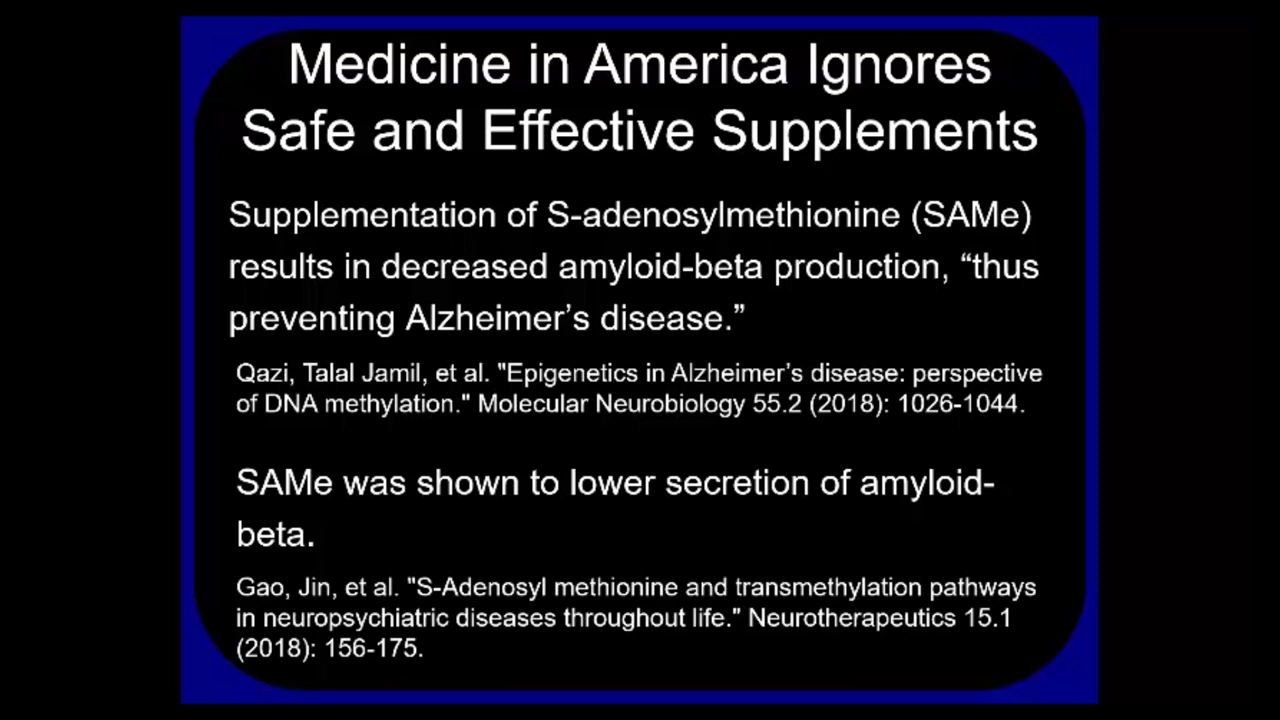 Medicine in America Ignores
Safe and Effective Supplements
Supplementation of S-adenosylmethionine (SAMe)
results in decreased amyloid-beta production, “thus
preventing Alzheimer’s disease.”
Qazi, Talal Jamil, et al. "Epigenetics in Alzheimer’s disease: perspective
of DNA methylation." Molecular Neurobiology 55.2 (2018): 1026-1044.
SAMe was shown to lower secretion of amyloid-
beta.
Gao, Jin, et al. "S-Adenosyl methionine and transmethylation pathways
in neuropsychiatric diseases throughout life." Neurotherapeutics 15.1
(2018): 156-175.